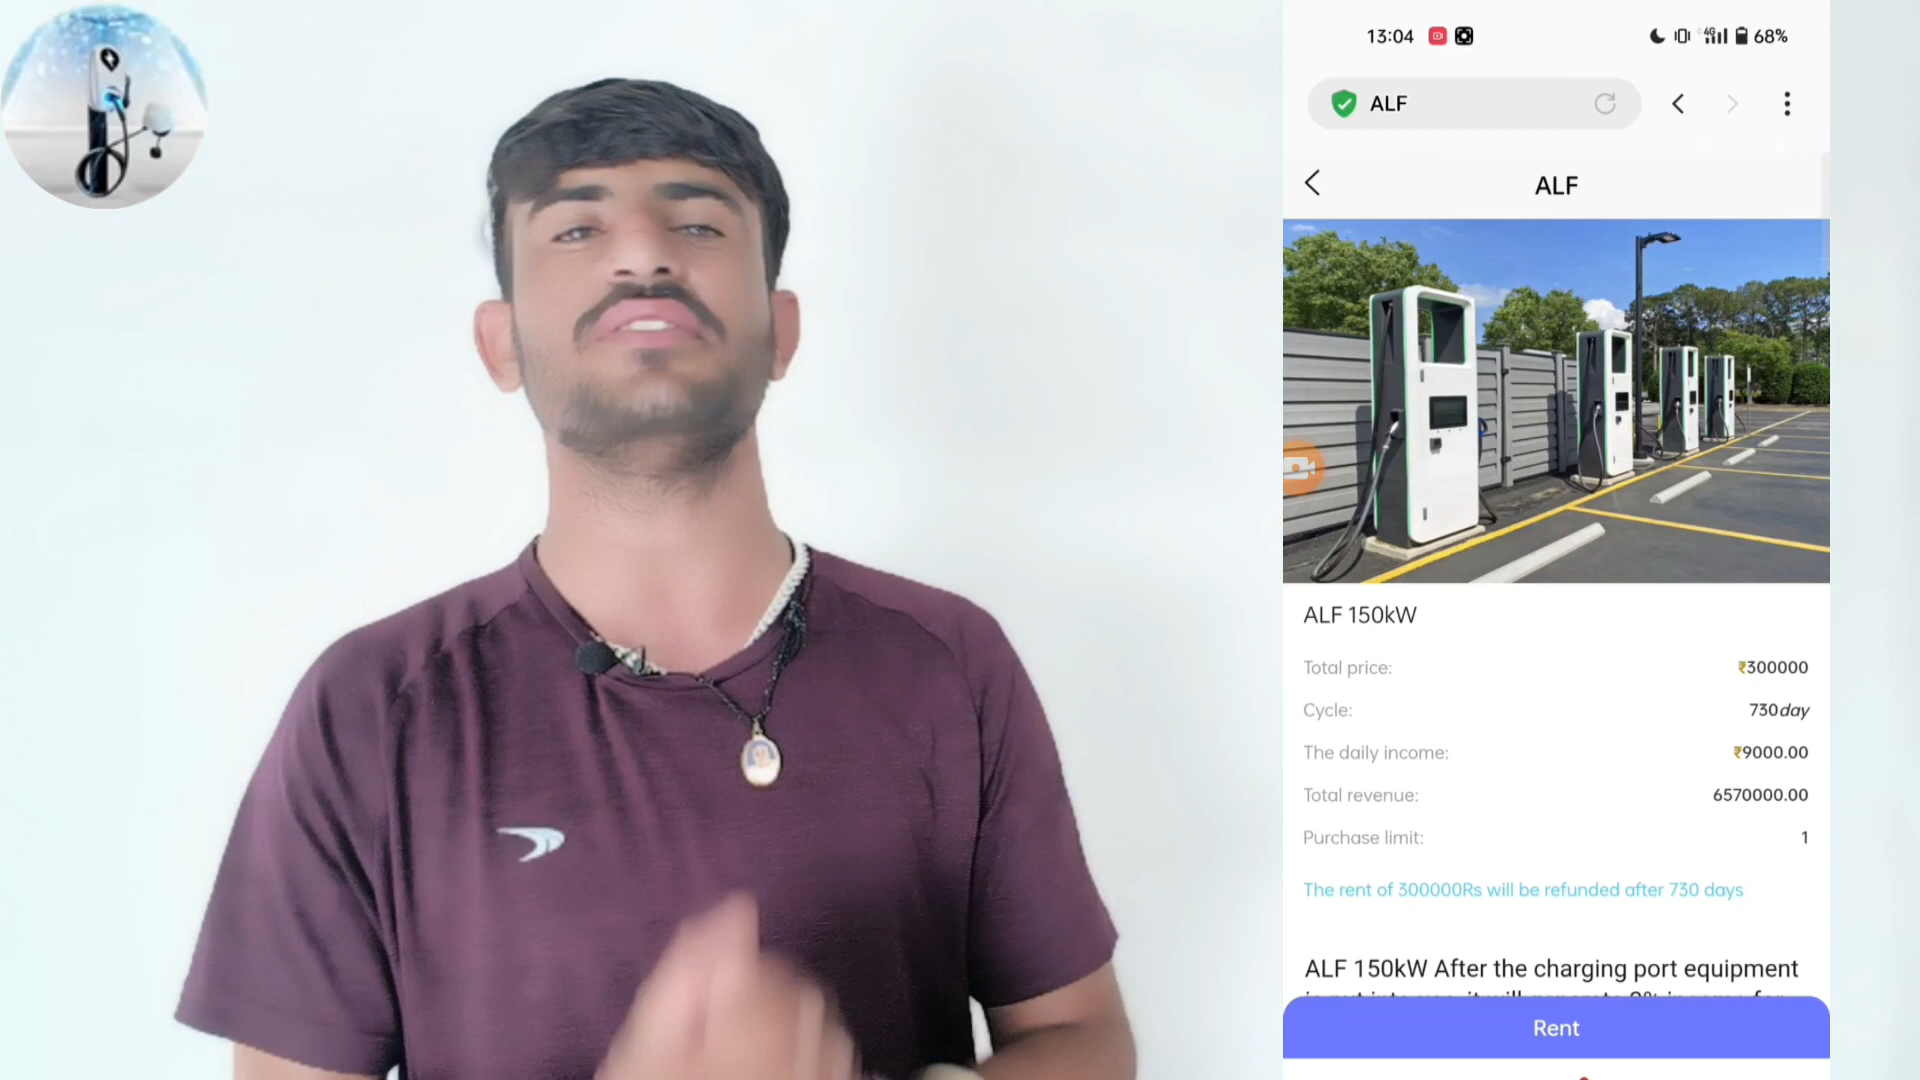 13:04
4G
68%
ALF
ALF
ALF 150kW
Total price: ₹300000
Cycle: 730day
The daily income: ₹9000.00
Total revenue: 6570000.00
Purchase limit: 1
The rent of 300000Rs will be refunded after 730 days
ALF 150kW After the charging port equipment
Rent